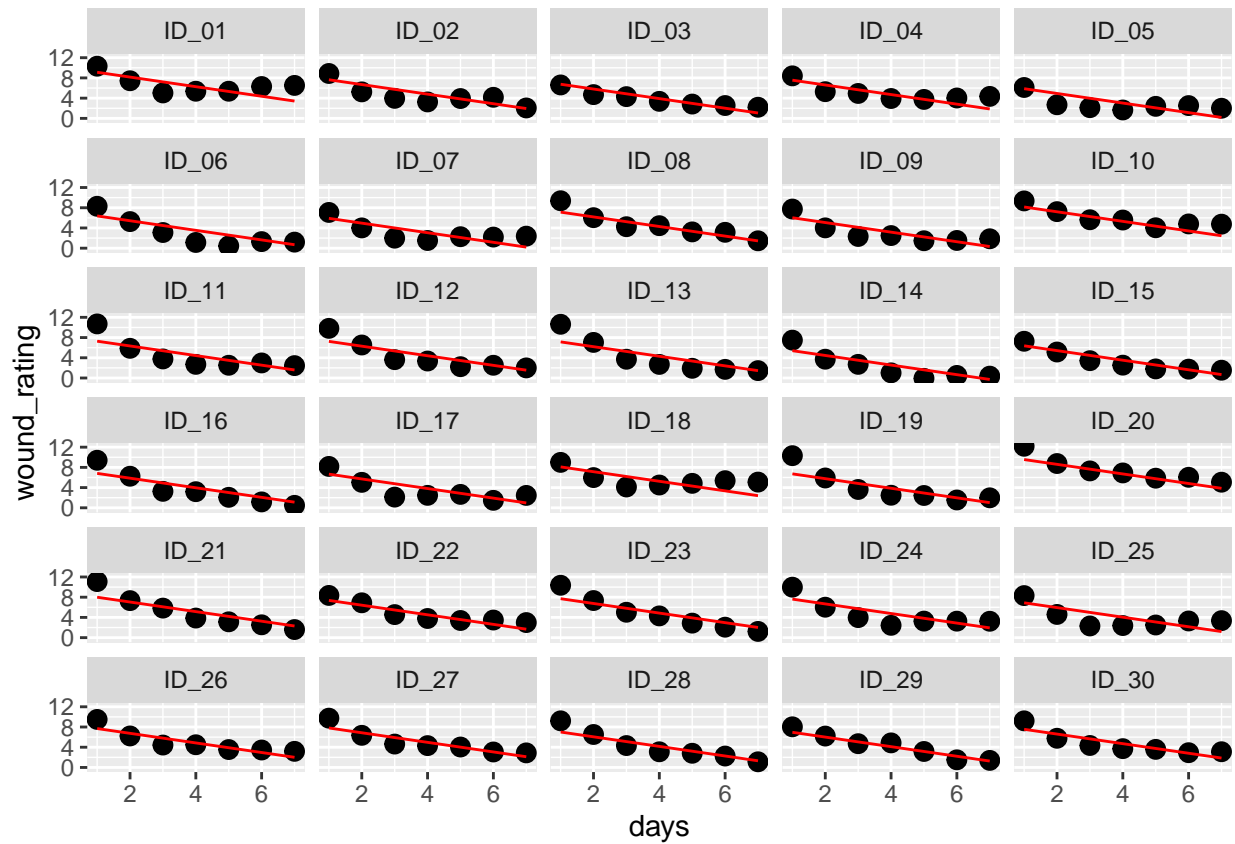 ID_01 ID_02 ID_03 ID_04 ID_05
12
8
4
0
ID_06 ID_07 ID_08 ID_09 ID_10
12
8
4
0
ID_11 ID_12 ID_13 ID_14 ID_15
12
8
4
0
wound_rating
ID_16 ID_17 ID_18 ID_19 ID_20
12
8
4
0
ID_21 ID_22 ID_23 ID_24 ID_25
12
8
4
0
ID_26 ID_27 ID_28 ID_29 ID_30
12
8
4
0
2 4 6 2 4 6 2 4 6 2 4 6 2 4 6
days